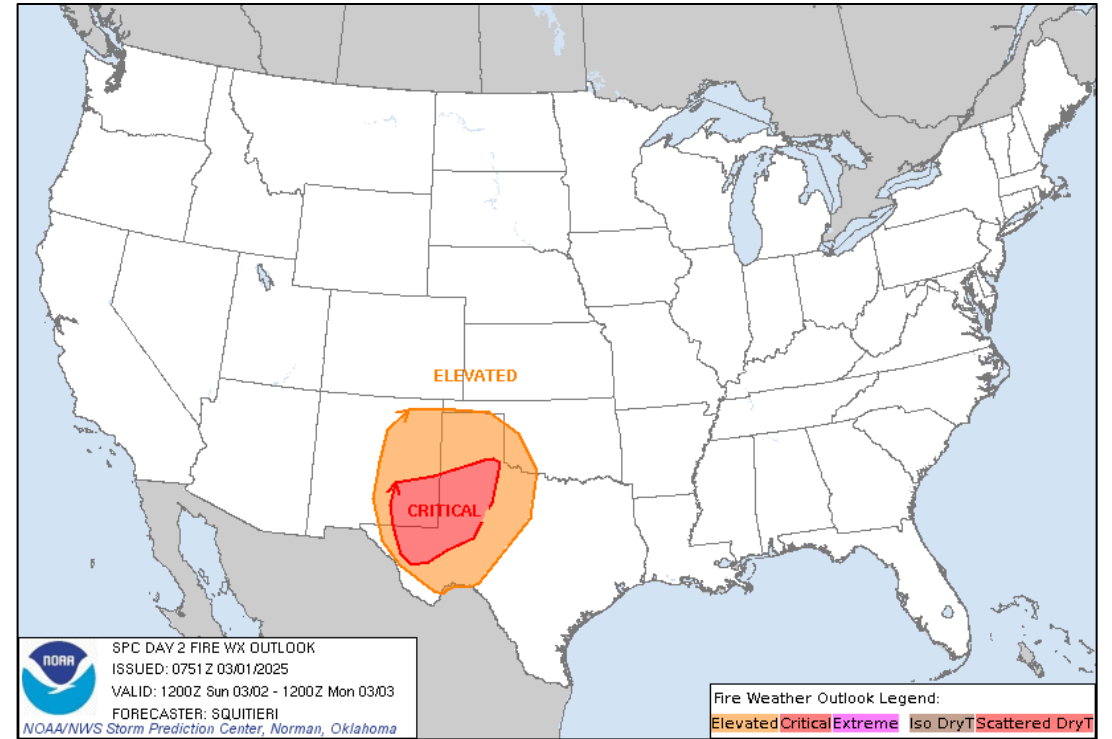 ELEVATED
CRITICAL
NOAA
SPC DAY 2 FIRE WX OUTLOOK
ISSUED: 0751Z 03/01/2025
VALID: 1200Z Sun 03/02 - 1200Z Mon 03/03
FORECASTER: SQUITIERI
NOAA/NWS Storm Prediction Center, Norman, Oklahoma
Fire Weather Outlook Legend:
Elevated Critical Extreme Iso DryT Scattered DryT